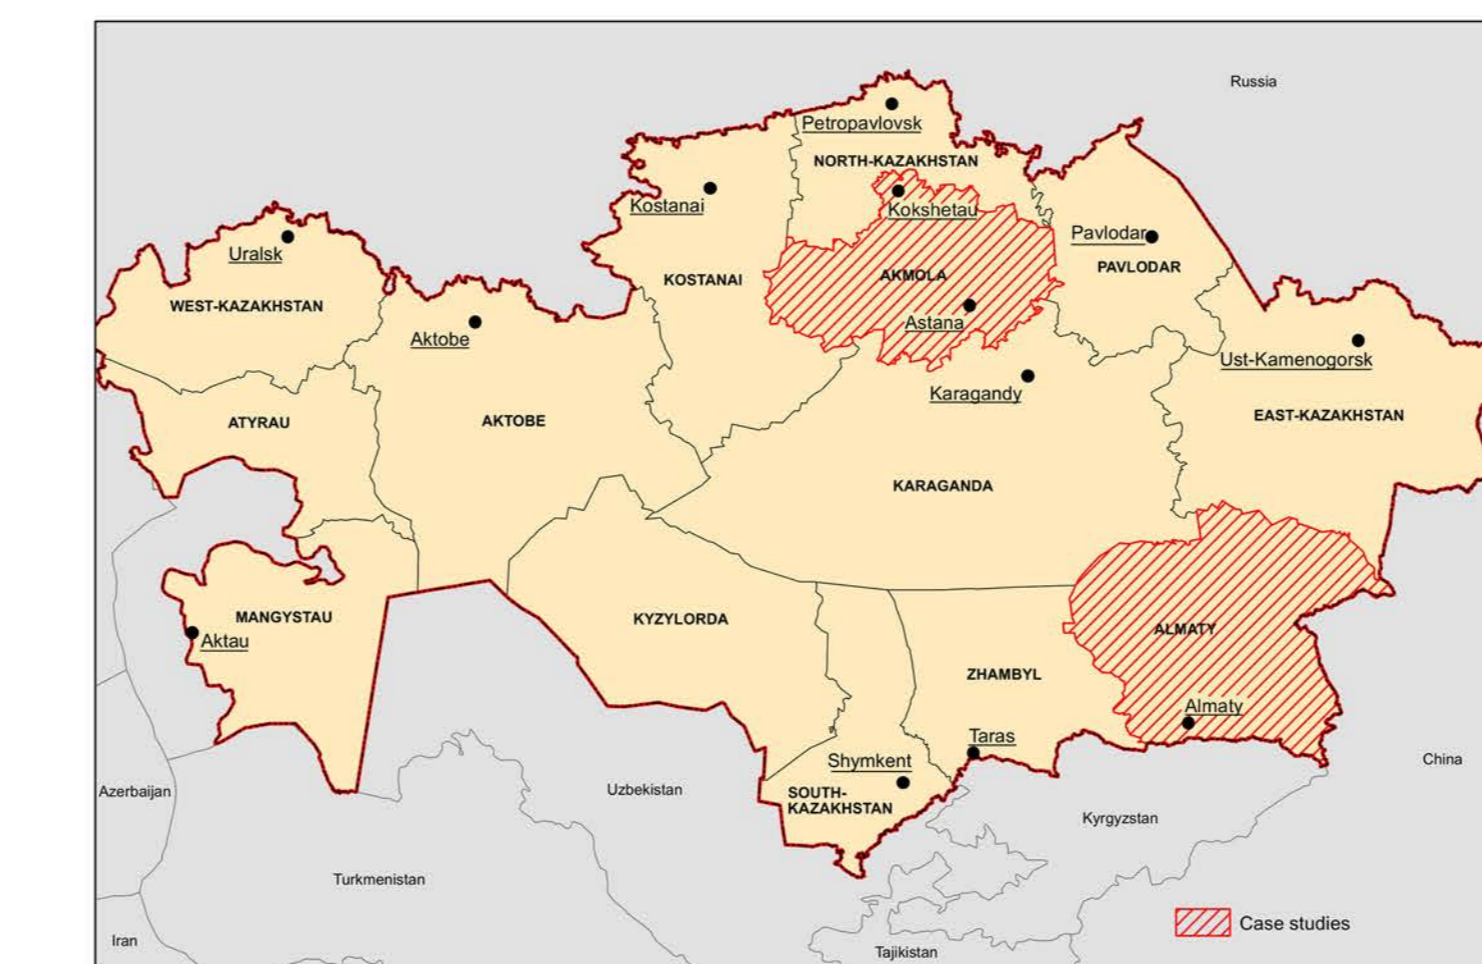 Russia
Petropavlovsk
NORTH-KAZAKHSTAN
Kostanai
Kokshetau
Uralsk
Pavlodar
PAVLODAR
KOSTANAI
AKMOLA
WEST-KAZAKHSTAN
Astana
Aktobe
Ust-Kamenogorsk
Karagandy
EAST-KAZAKHSTAN
ATYRAU
AKTOBE
KARAGANDA
MANGYSTAU
KYZYLORDA
ALMATY
Aktau
ZHAMBYL
Almaty
Taras
Shymkent
China
Azerbaijan
Uzbekistan
SOUTH-
KAZAKHSTAN
Kyrgyzstan
Turkmenistan
Case studies
Iran
Tajikistan